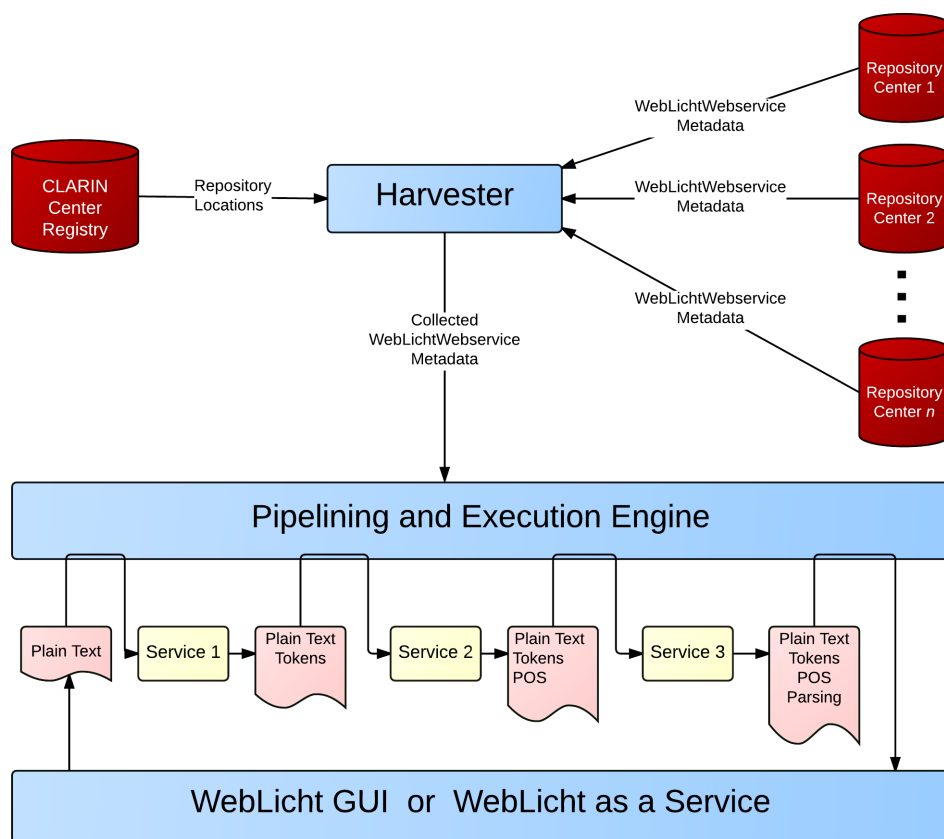 Repository
Center 1
WebLichtWebservice
Metadata
CLARIN
Center
Registry
Repository
Locations
Harvester
WebLichtWebservice
Metadata
Repository
Center 2
WebLichtWebservice
Metadata
Collected
WebLichtWebservice
Metadata
Repository
Center n
Pipelining and Execution Engine
Plain Text
Service 1
Plain Text
Tokens
Service 2
Plain Text
Tokens
POS
Service 3
Plain Text
Tokens
POS
Parsing
WebLicht GUI or WebLicht as a Service